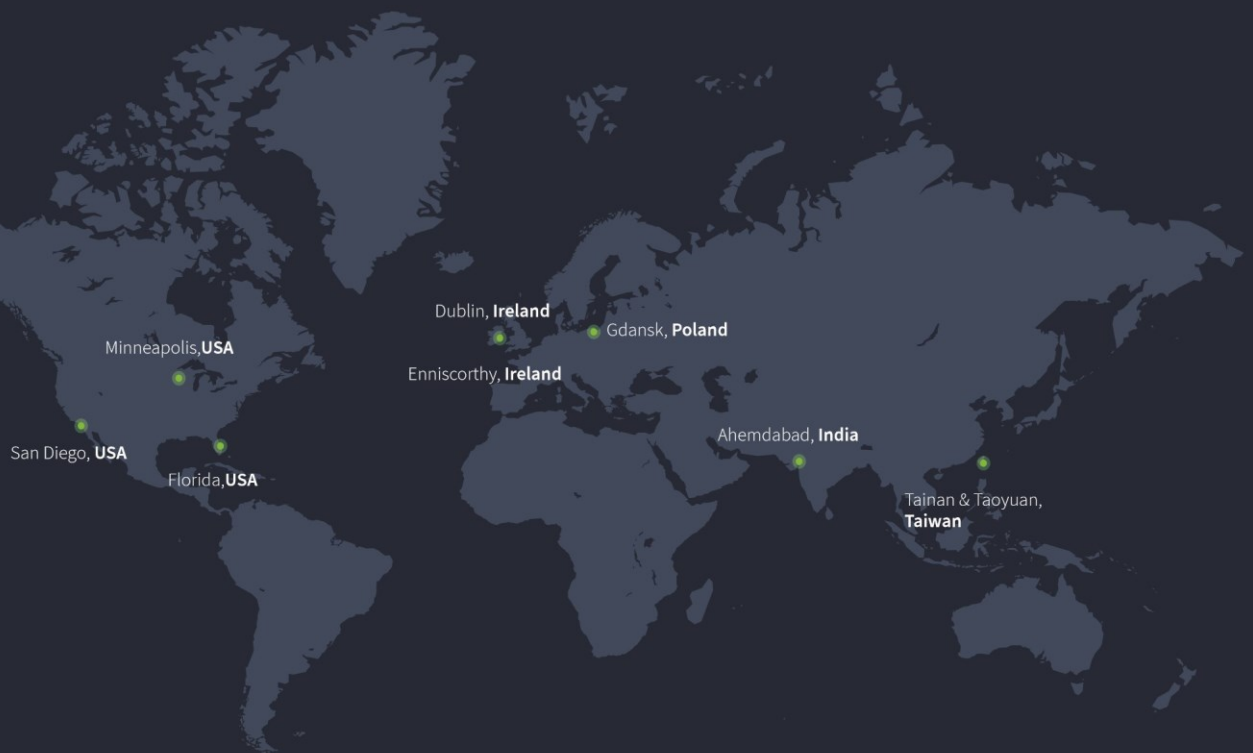 Dublin, Ireland
Gdansk, Poland
Minneapolis,USA
Enniscorthy, Ireland
Ahemdabad, India
San Diego, USA
Florida,USA
Tainan & Taoyuan,
Taiwan